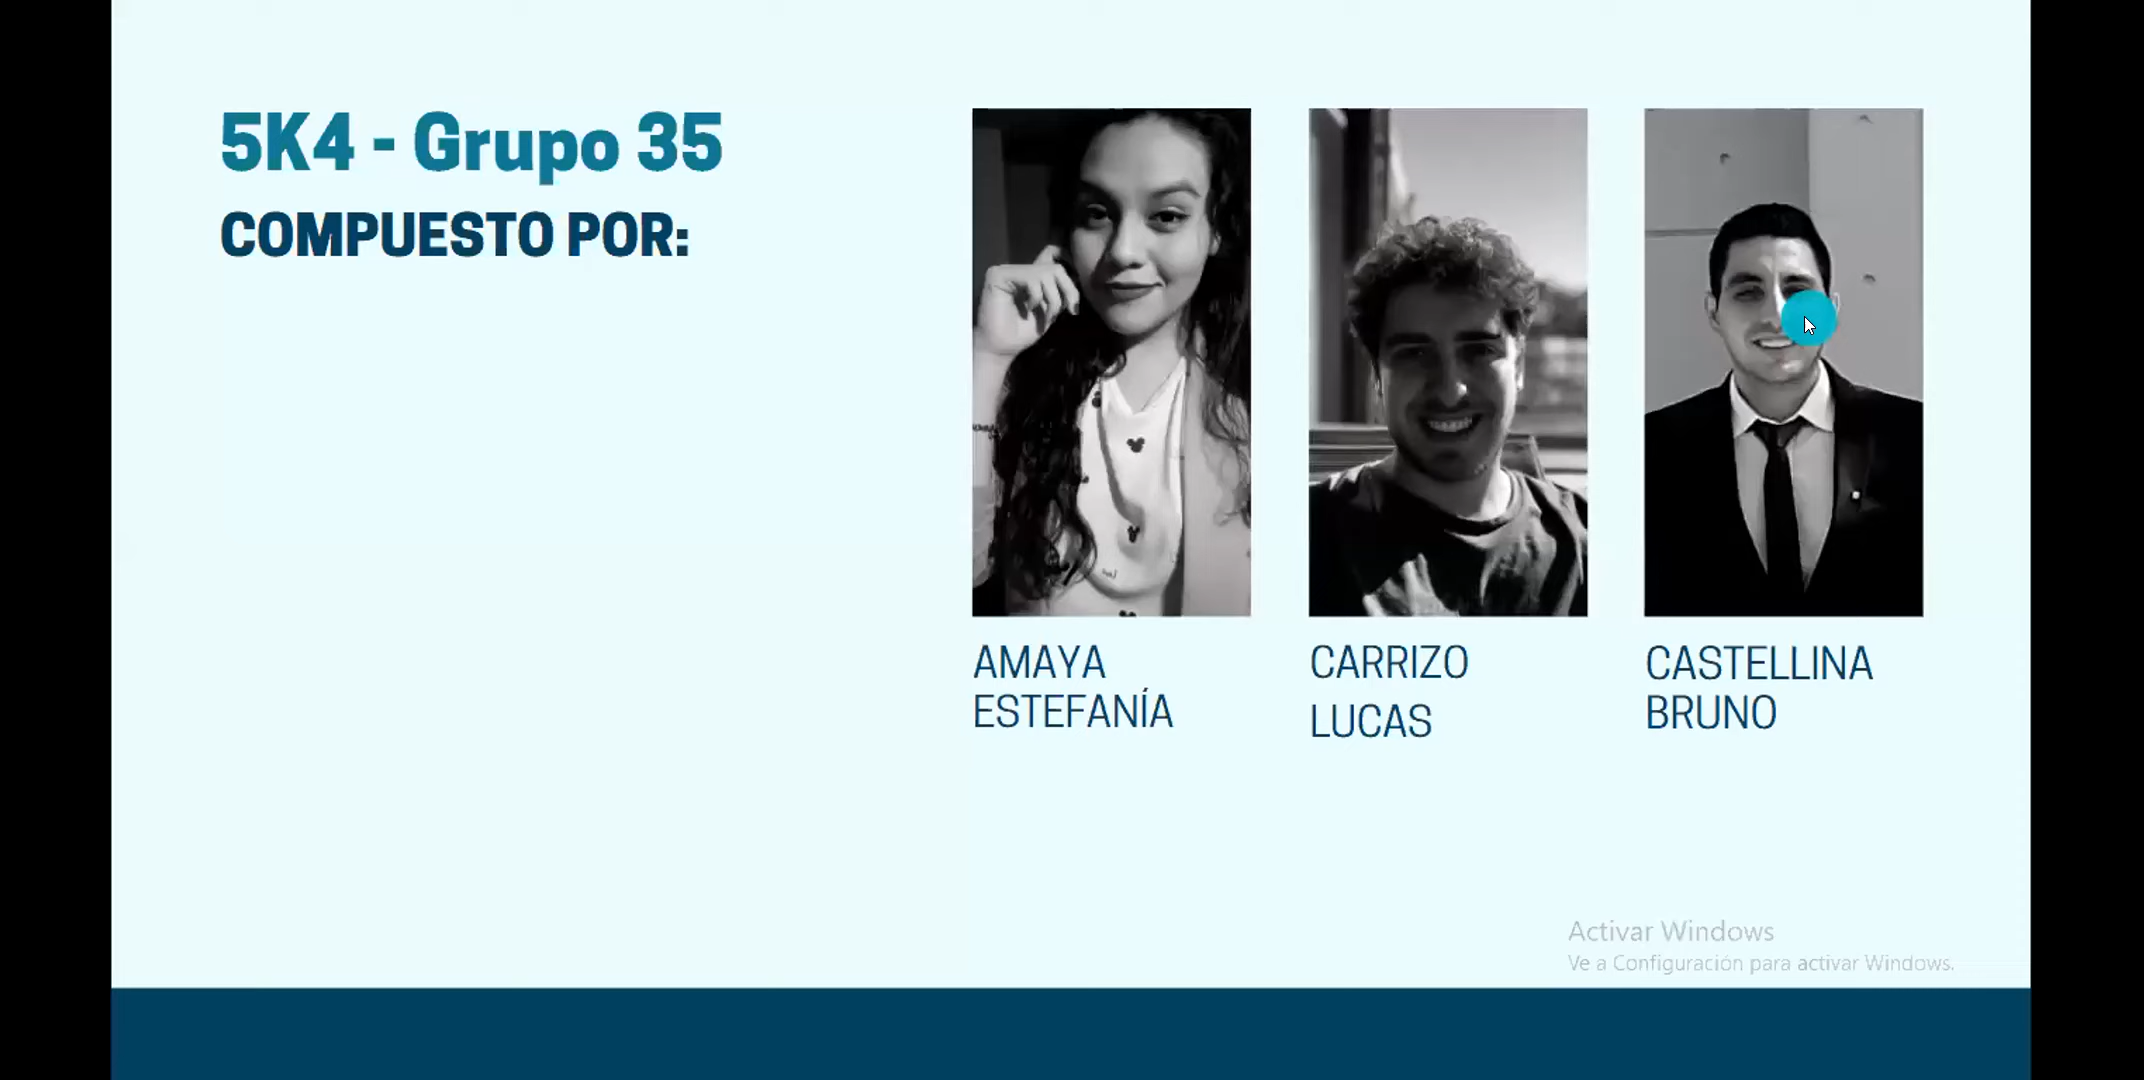 5K4 - Grupo 35
COMPUESTO POR:
AMAYA
ESTEFANÍA
CARRIZO
LUCAS
CASTELLINA
BRUNO
Activar Windows
Ve a Configuración para activar Windows.